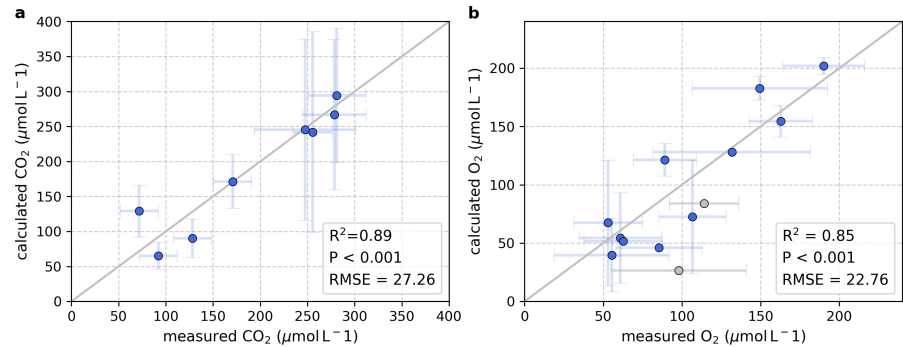 a
calculated CO2 (μmol L−1)
400
350
300
250
200
150
100
50
0
R²=0.89
P < 0.001
RMSE = 27.26
0 50 100 150 200 250 300 350 400
measured CO2 (μmol L−1)
b
calculated O2 (μmol L−1)
200
150
100
50
0
R² = 0.85
P < 0.001
RMSE = 22.76
0 50 100 150 200
measured O2 (μmol L−1)